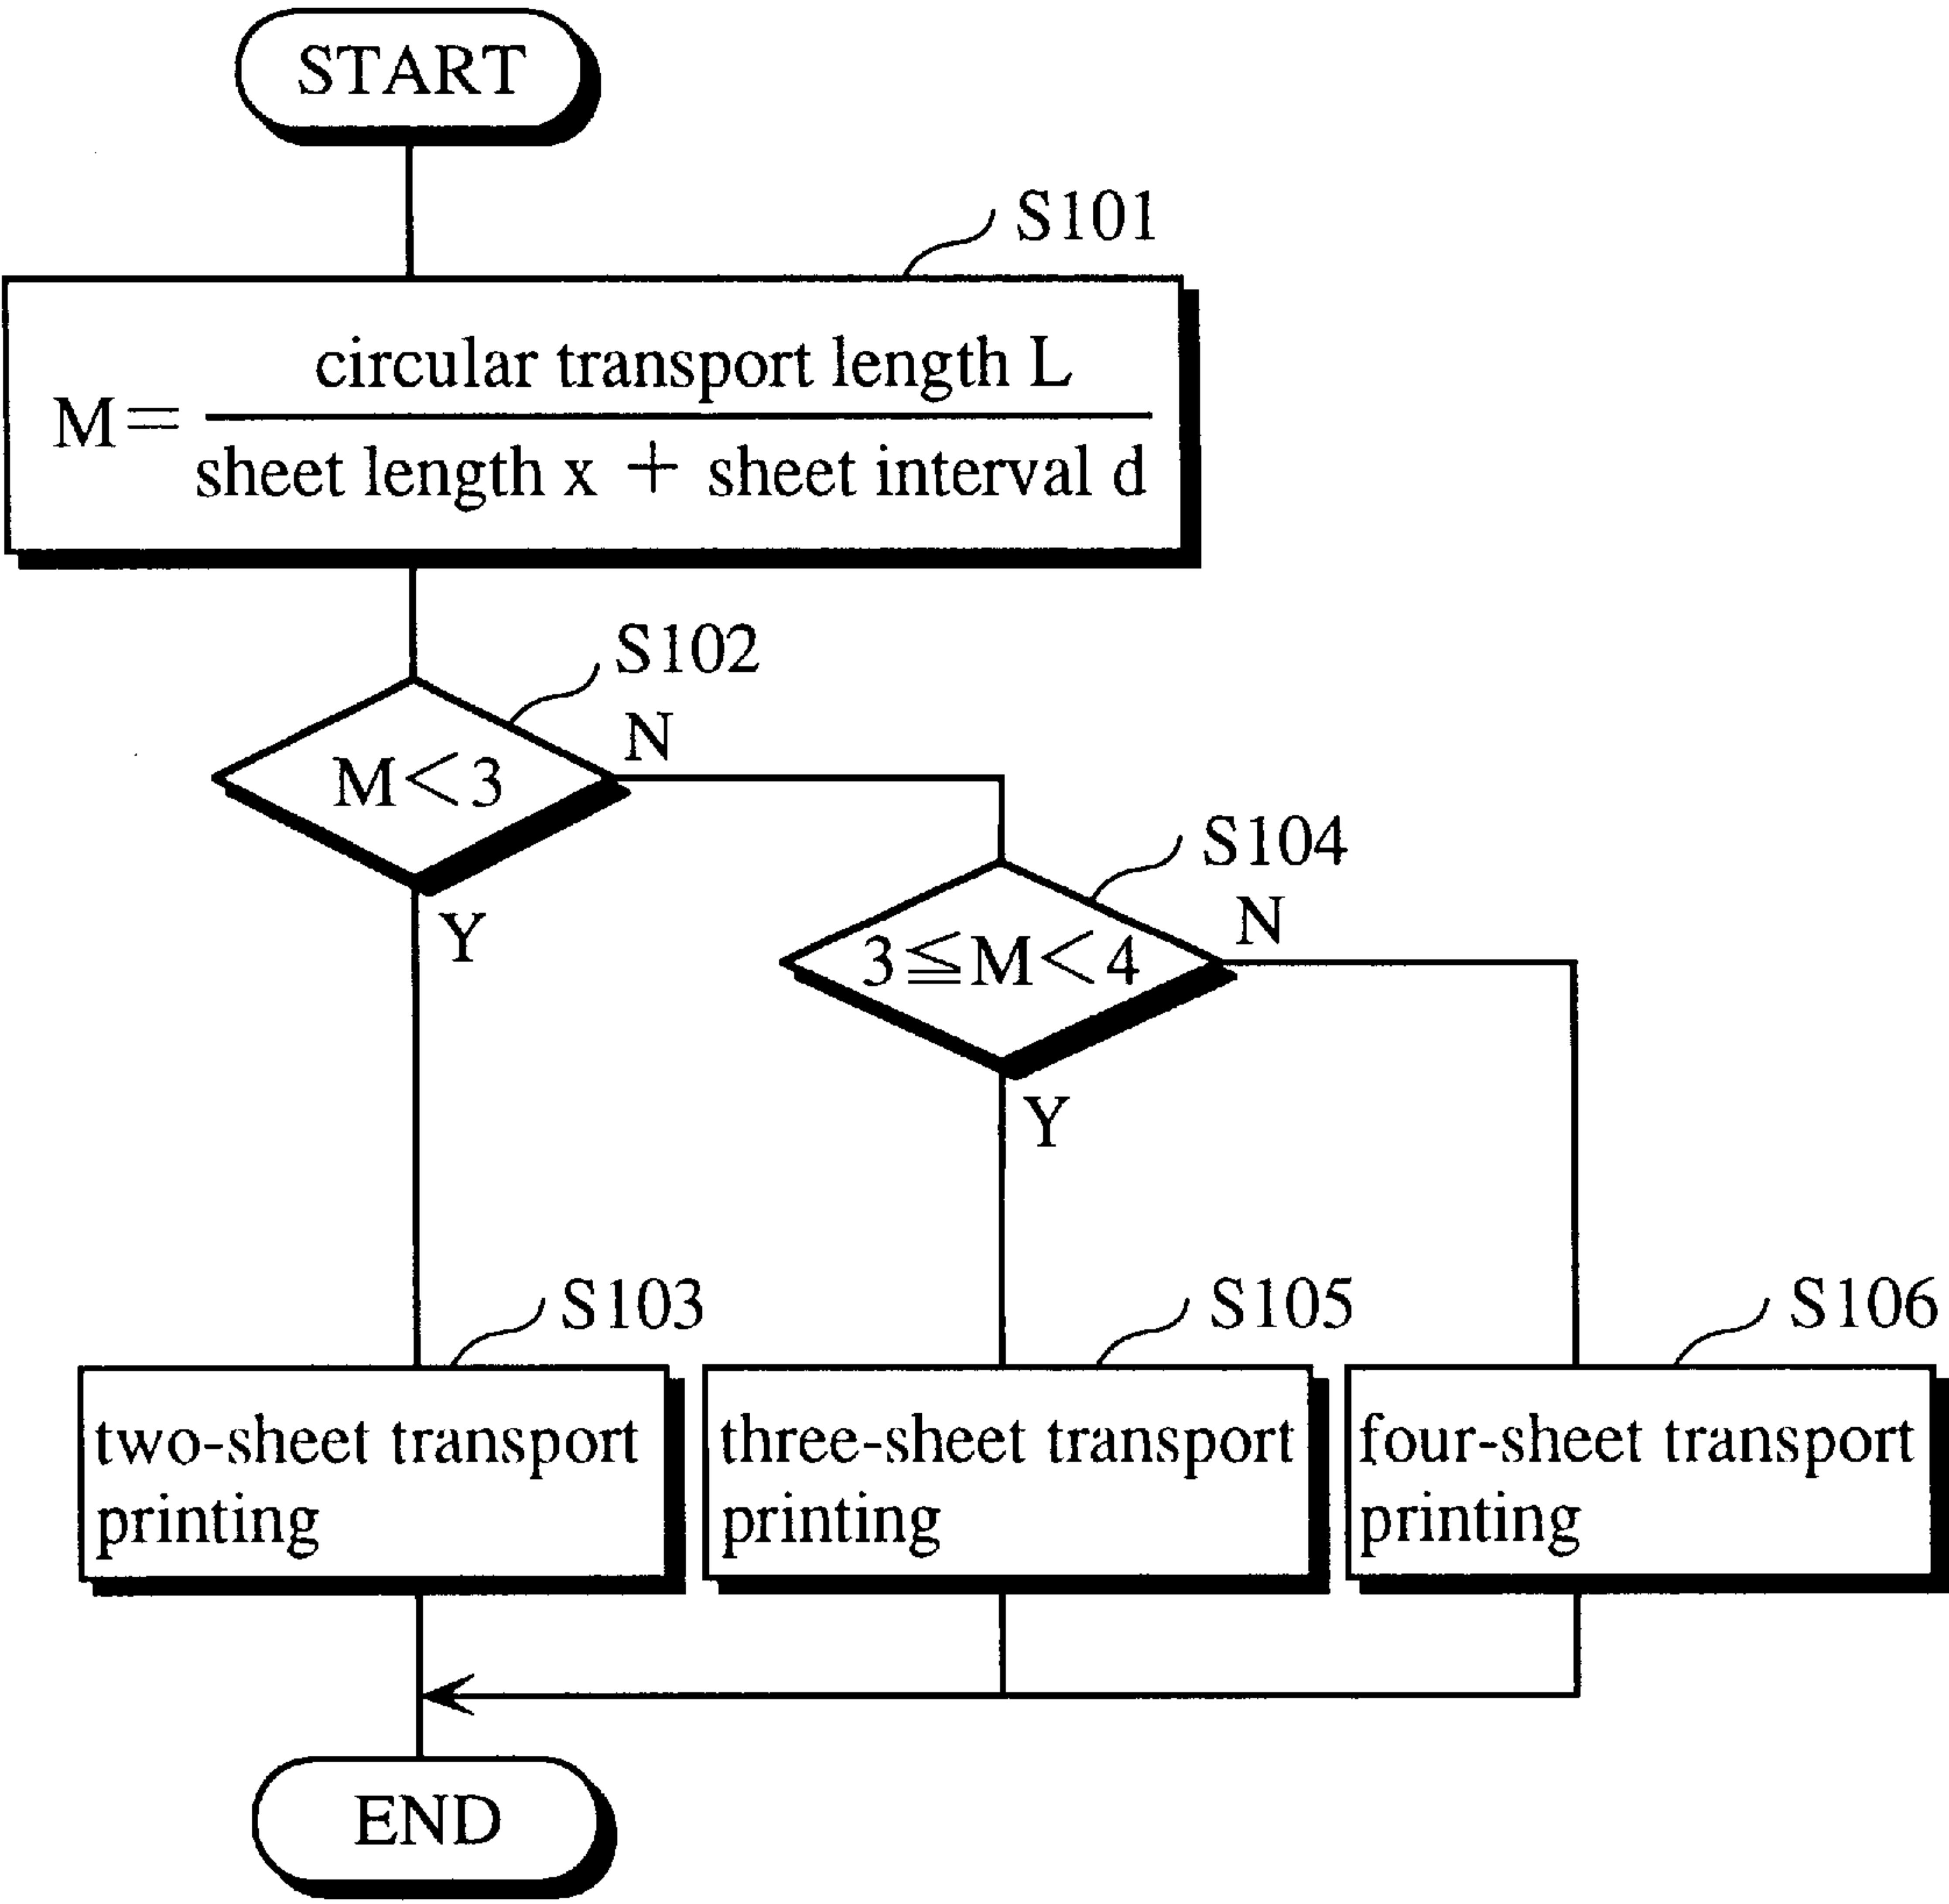 START
S101
circular transport length L
M=
sheet length x + sheet interval d
S102
N
M<3
Y
S104
N
3≦M<4
Y
S103
S105
S106
two-sheet transport
printing
three-sheet transport
printing
four-sheet transport
printing
END